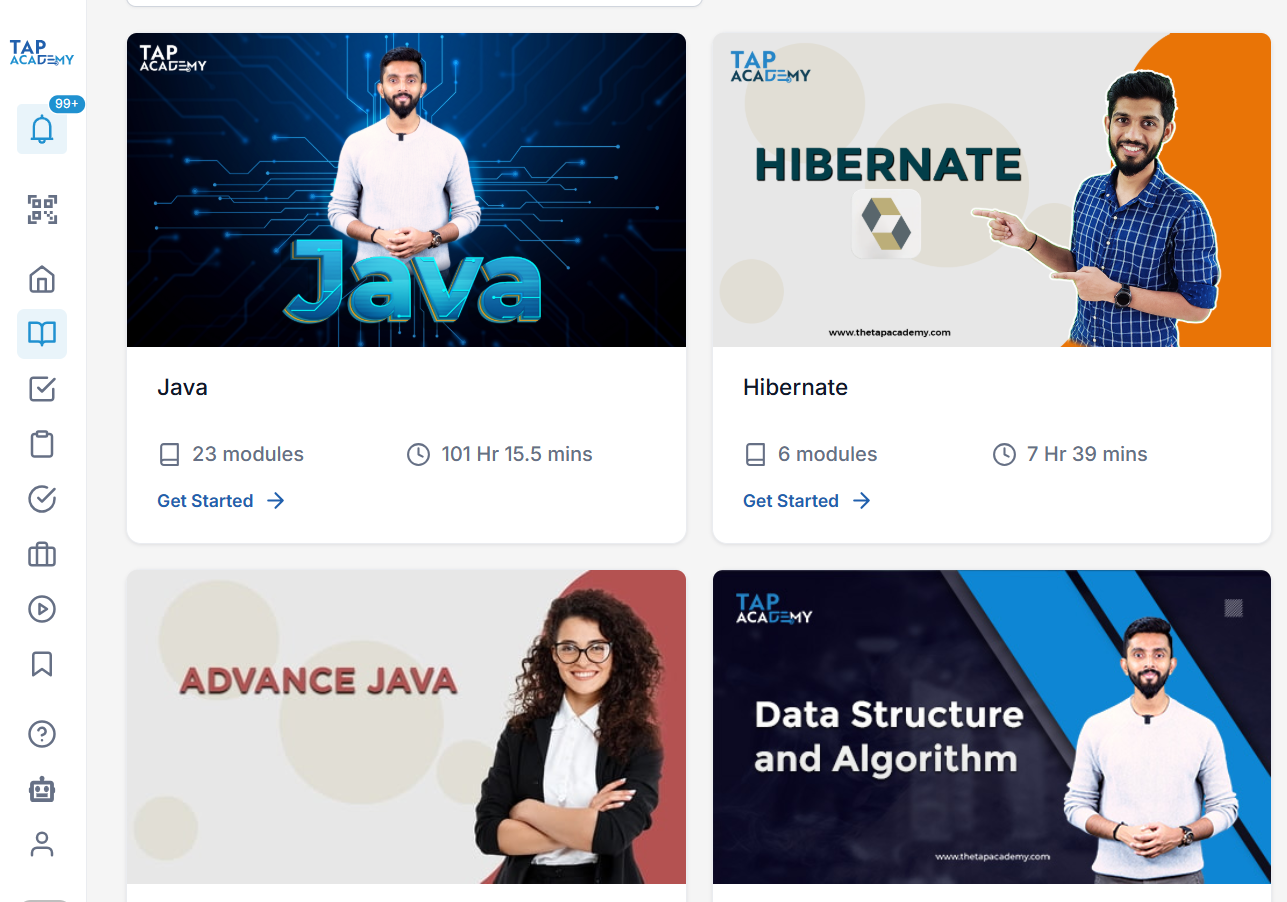 TAP
ACADEMY
99+
TAP
ACADEMY
Java
Java
23 modules
101 Hr 15.5 mins
Get Started
TAP
ACADEMY
HIBERNATE
www.thetapacademy.com
Hibernate
6 modules
7 Hr 39 mins
Get Started
ADVANCE JAVA
TAP
ACADEMY
Data Structure
and Algorithm
www.thetapacademy.com